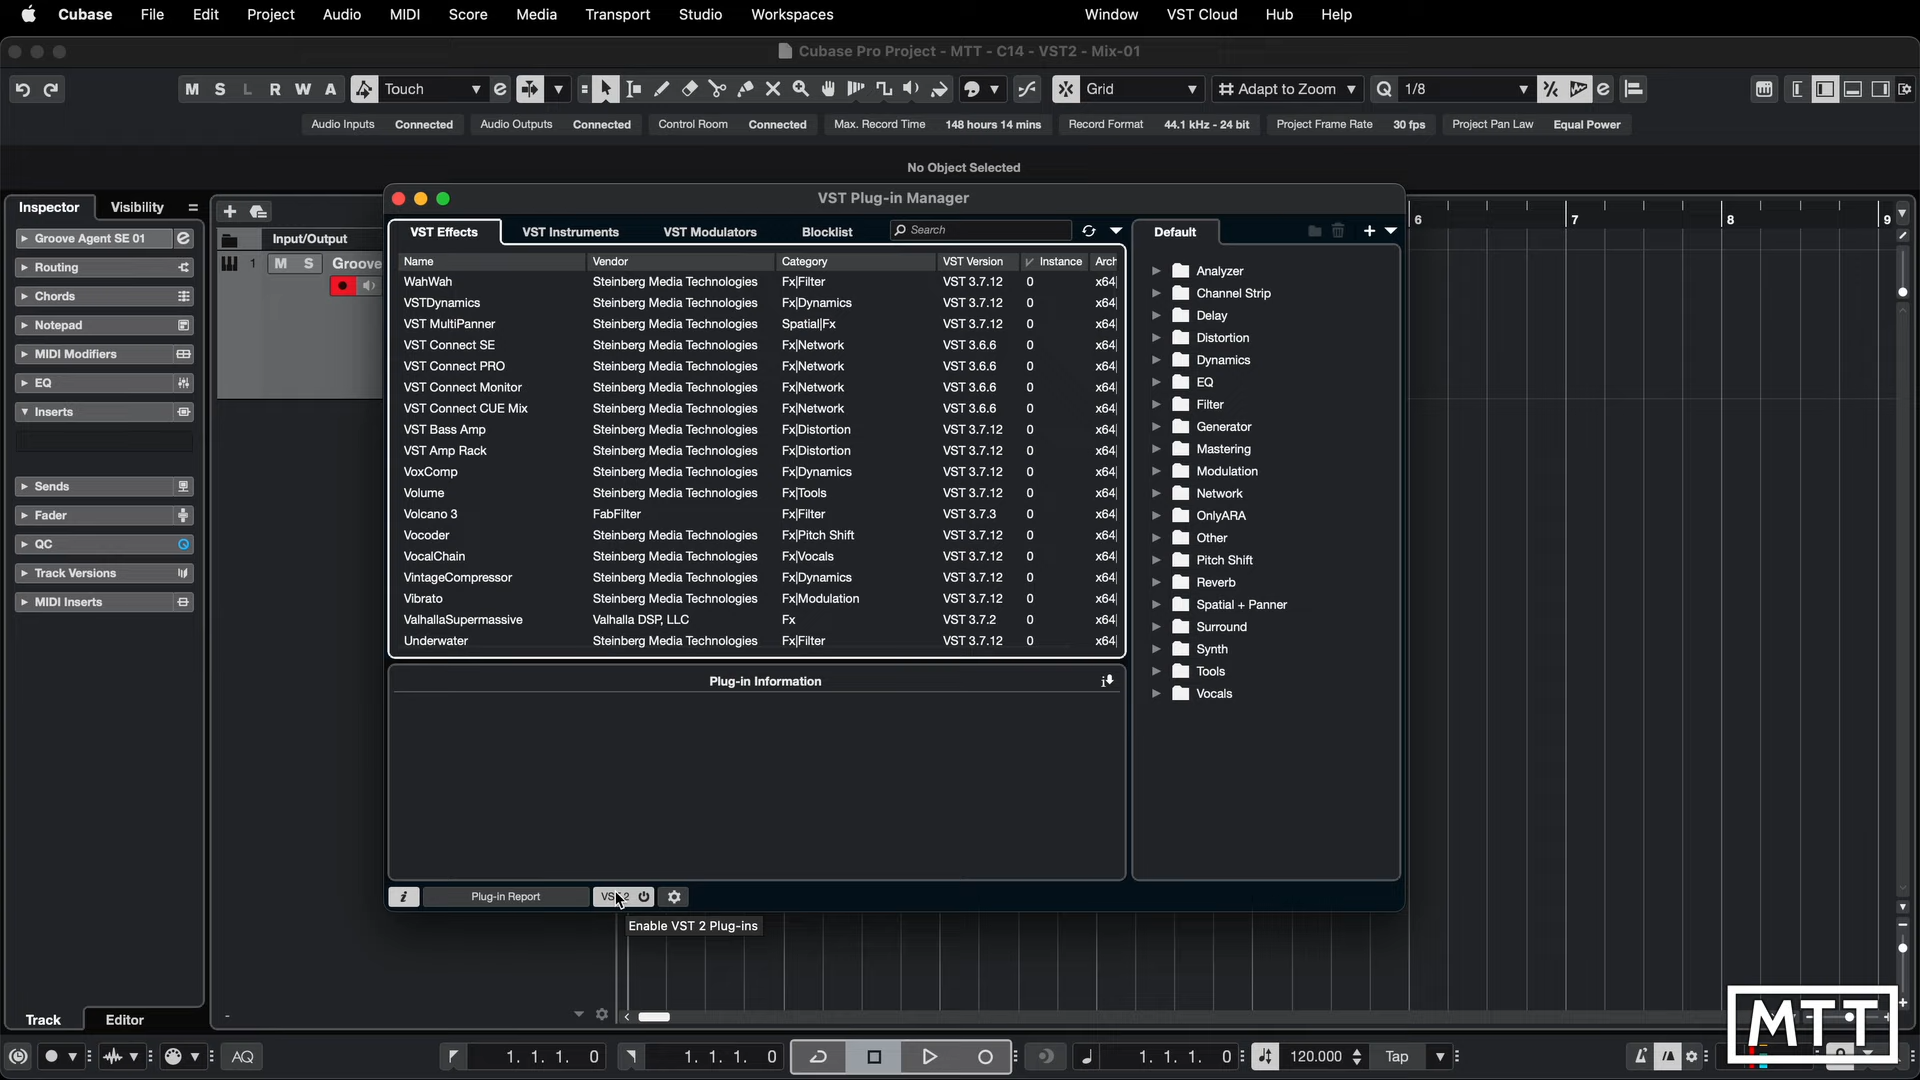 Cubase File Edit Project Audio MIDI Score Media Transport Studio Workspaces Window VST Cloud Hub Help
Cubase Pro Project - MTT - C14 - VST2 - Mix-01
M S L R W A Touch e Grid Adapt to Zoom Q 1/8 e
Audio Inputs Connected Audio Outputs Connected Control Room Connected Max. Record Time 148 hours 14 mins Record Format 44.1 kHz - 24 bit Project Frame Rate 30 fps Project Pan Law Equal Power
No Object Selected
Inspector Visibility
Groove Agent SE 01 e
Routing
Chords
Notepad
MIDI Modifiers
EQ
Inserts
Sends
Fader
QC
Track Versions
MIDI Inserts
Track Editor
Input/Output
1 M S Groove
6 7 8 9
VST Plug-in Manager
VST Effects VST Instruments VST Modulators Blocklist Search
Name Vendor Category VST Version Instance Arch
WahWah Steinberg Media Technologies Fx|Filter VST 3.7.12 0 x64
VSTDynamics Steinberg Media Technologies Fx|Dynamics VST 3.7.12 0 x64
VST MultiPanner Steinberg Media Technologies Spatial|Fx VST 3.7.12 0 x64
VST Connect SE Steinberg Media Technologies Fx|Network VST 3.6.6 0 x64
VST Connect PRO Steinberg Media Technologies Fx|Network VST 3.6.6 0 x64
VST Connect Monitor Steinberg Media Technologies Fx|Network VST 3.6.6 0 x64
VST Connect CUE Mix Steinberg Media Technologies Fx|Network VST 3.6.6 0 x64
VST Bass Amp Steinberg Media Technologies Fx|Distortion VST 3.7.12 0 x64
VST Amp Rack Steinberg Media Technologies Fx|Distortion VST 3.7.12 0 x64
VoxComp Steinberg Media Technologies Fx|Dynamics VST 3.7.12 0 x64
Volume Steinberg Media Technologies Fx|Tools VST 3.7.12 0 x64
Volcano 3 FabFilter Fx|Filter VST 3.7.3 0 x64
Vocoder Steinberg Media Technologies Fx|Pitch Shift VST 3.7.12 0 x64
VocalChain Steinberg Media Technologies Fx|Vocals VST 3.7.12 0 x64
VintageCompressor Steinberg Media Technologies Fx|Dynamics VST 3.7.12 0 x64
Vibrato Steinberg Media Technologies Fx|Modulation VST 3.7.12 0 x64
ValhallaSupermassive Valhalla DSP, LLC Fx VST 3.7.2 0 x64
Underwater Steinberg Media Technologies Fx|Filter VST 3.7.12 0 x64
Plug-in Information
i Plug-in Report
Enable VST 2 Plug-ins
Default
Analyzer
Channel Strip
Delay
Distortion
Dynamics
EQ
Filter
Generator
Mastering
Modulation
Network
OnlyARA
Other
Pitch Shift
Reverb
Spatial + Panner
Surround
Synth
Tools
Vocals
AQ 1. 1. 1. 0 1. 1. 1. 0 1. 1. 1. 0 120.000 Tap
MTT